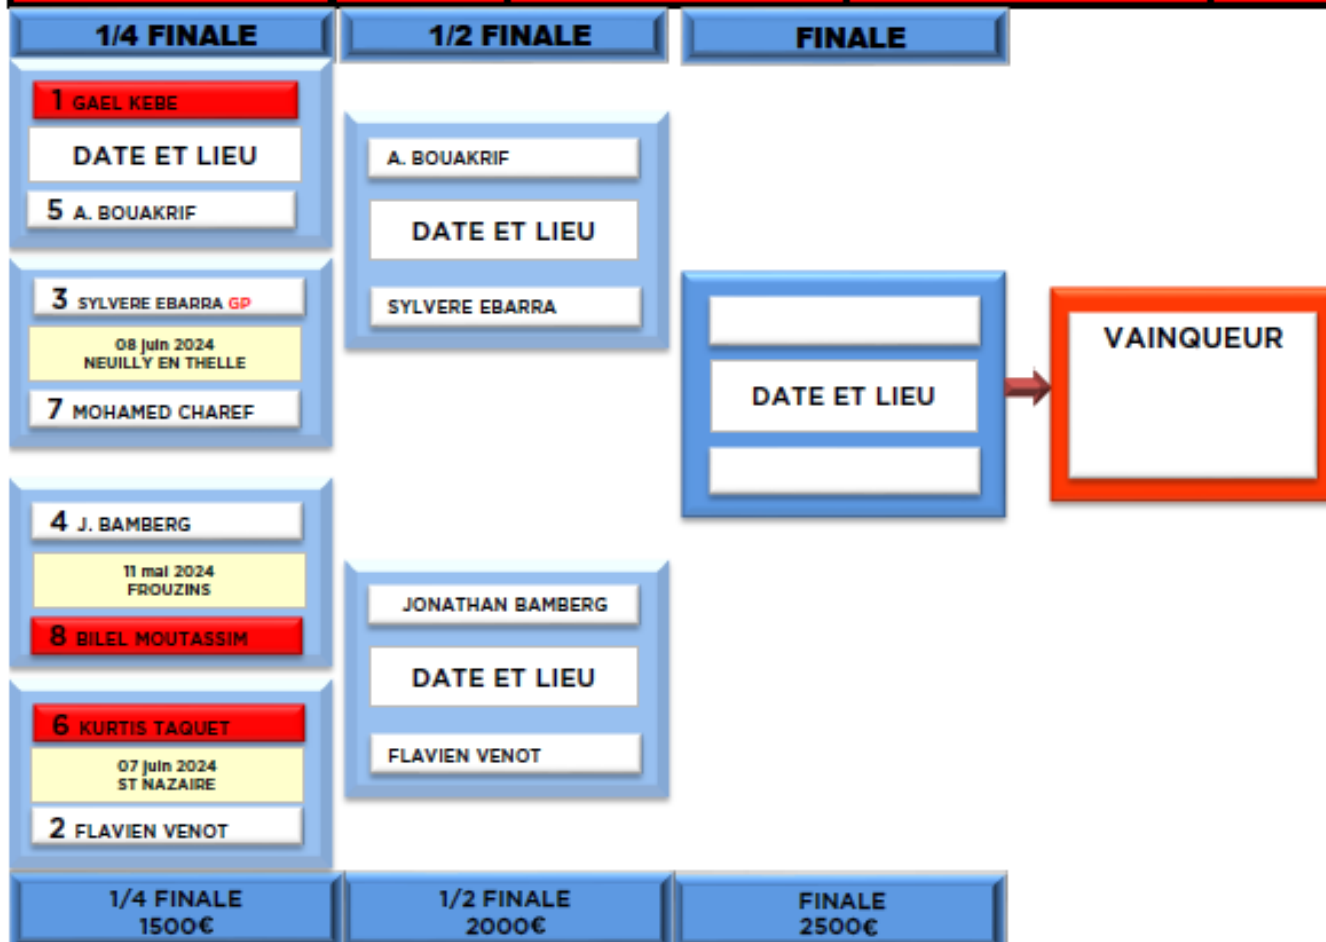 1/4 FINALE
1/2 FINALE
FINALE
1 GAEL KEBE
DATE ET LIEU
5 A. BOUAKRIF
3 SYLVERE EBARRA GP
08 juin 2024
NEUILLY EN THELLE
7 MOHAMED CHAREF
4 J. BAMBERG
11 mai 2024
FROUZINS
8 BILEL MOUTASSIM
6 KURTIS TAQUET
07 juin 2024
ST NAZAIRE
2 FLAVIEN VENOT
A. BOUAKRIF
DATE ET LIEU
SYLVERE EBARRA
JONATHAN BAMBERG
DATE ET LIEU
FLAVIEN VENOT
DATE ET LIEU
VAINQUEUR
1/4 FINALE
1500€
1/2 FINALE
2000€
FINALE
2500€